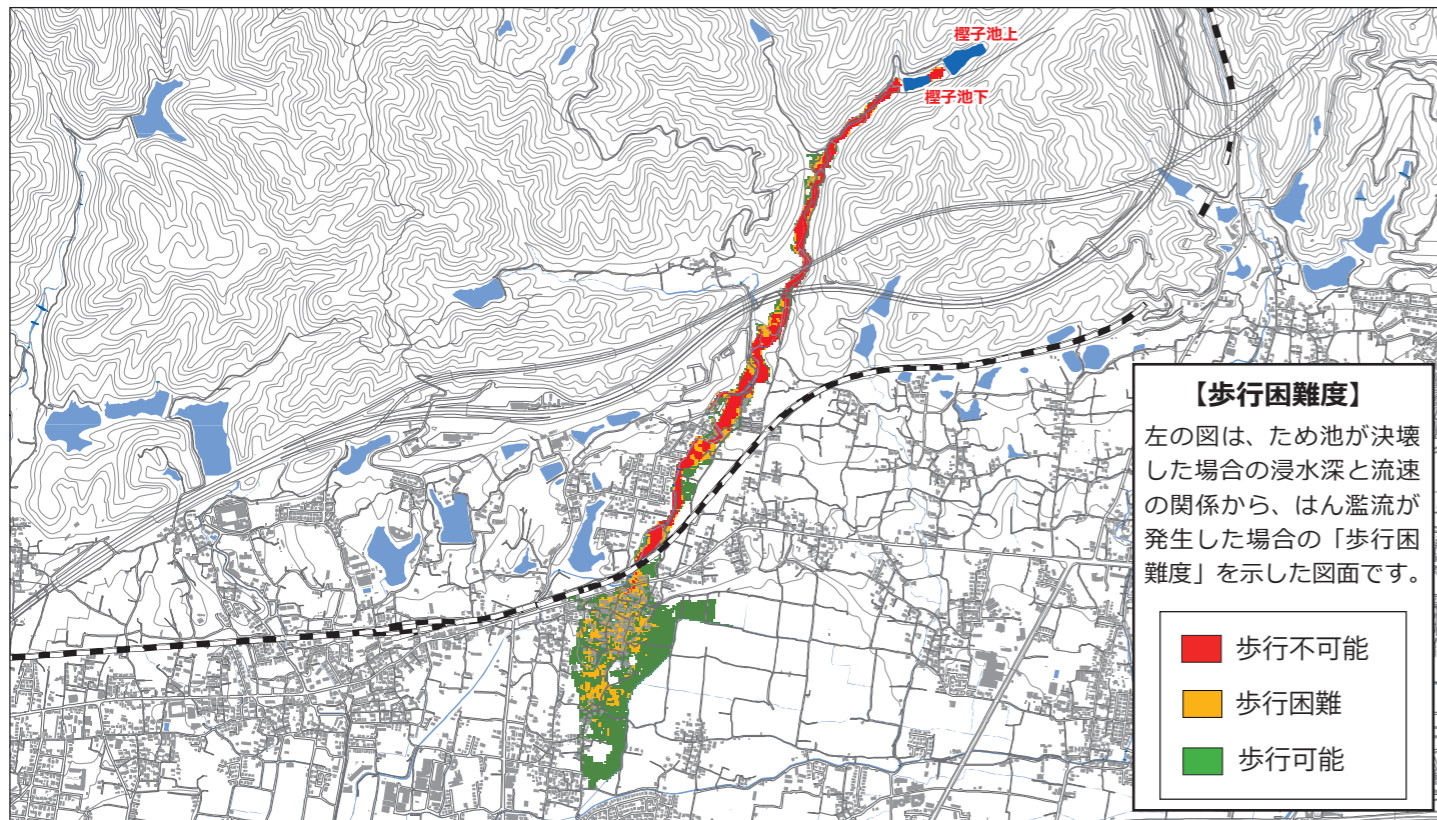 樫子池上
樫子池下
【歩行困難度】
左の図は、ため池が決壊
した場合の浸水深と流速
の関係から、はん濫流が
発生した場合の「歩行困
難度」を示した図面です。
歩行不可能
歩行困難
歩行可能